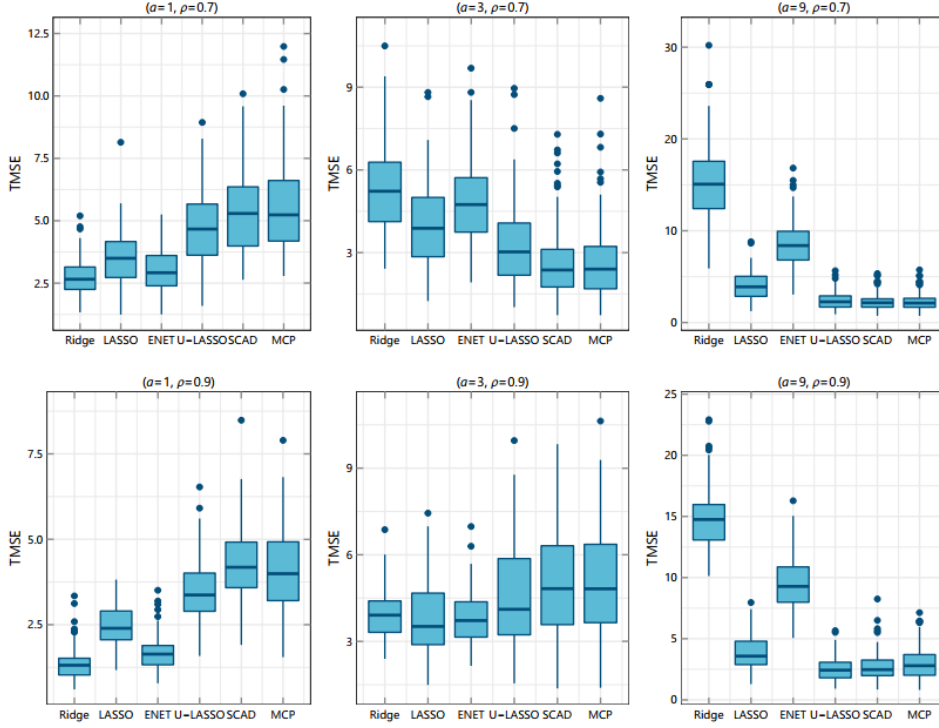 (a=1, ρ=0.7)
TMSE
12.5
10.0
7.5
5.0
2.5
Ridge LASSO ENET U−LASSO SCAD MCP
(a=3, ρ=0.7)
TMSE
9
6
3
Ridge LASSO ENET U−LASSO SCAD MCP
(a=9, ρ=0.7)
TMSE
30
20
10
0
Ridge LASSO ENET U−LASSO SCAD MCP
(a=1, ρ=0.9)
TMSE
7.5
5.0
2.5
Ridge LASSO ENET U−LASSO SCAD MCP
(a=3, ρ=0.9)
TMSE
9
6
3
Ridge LASSO ENET U−LASSO SCAD MCP
(a=9, ρ=0.9)
TMSE
25
20
15
10
5
0
Ridge LASSO ENET U−LASSO SCAD MCP